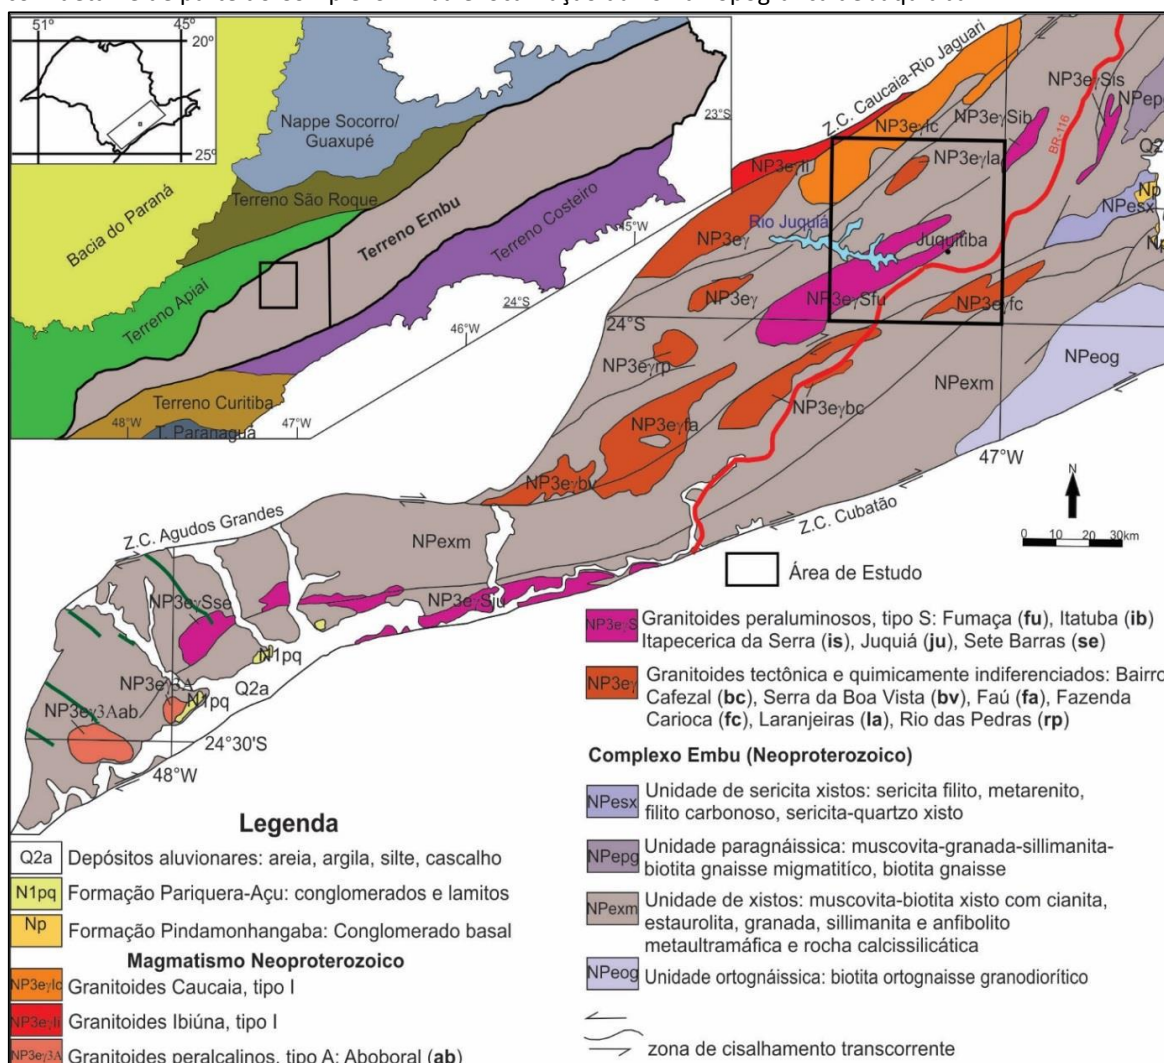 51°
45°
20°
25°
Nappe Socorro/
Guaxupé
23°S
Bacia do Paraná
Terreno São Roque
Terreno Embu
Terreno Costeiro
Terreno Apiaí
45°W
24°S
46°W
Terreno Curitiba
T. Paranaguá
48°W
47°W
Z.C. Caucaia-Rio Jaguari
NP3eγSis
NPep
NP3eγIc
NP3eγSib
BR-116
Q2
NP3eγIi
NP3eγla
Np
NPesx
Rio Juquiá
Np
NP3eγ
Juquitiba
NP3eγ
NP3eγSfu
NP3eγfc
24°S
NPeog
NP3eγrp
NPexm
NP3eγbc
NP3eγfa
47°W
N
NP3eγbv
Z.C. Agudos Grandes
Z.C. Cubatão
NPexm
0 10 20 30km
Área de Estudo
NP3eγSse
NP3eγSju
N1pq
NP3eγ3A
Q2a
N1pq
NP3eγ3Aab
24°30'S
48°W
Legenda
Q2a Depósitos aluvionares: areia, argila, silte, cascalho
N1pq Formação Pariquera-Açu: conglomerados e lamitos
Np Formação Pindamonhangaba: Conglomerado basal
Magmatismo Neoproterozoico
NP3eγIc Granitoides Caucaia, tipo I
NP3eγIi Granitoides Ibiúna, tipo I
NP3eγ3A Granitoides peralcalinos, tipo A: Aboboral (ab)
NP3eγS Granitoides peraluminosos, tipo S: Fumaça (fu), Itatuba (ib)
Itapecerica da Serra (is), Juquiá (ju), Sete Barras (se)
NP3eγ Granitoides tectônica e quimicamente indiferenciados: Bairro
Cafezal (bc), Serra da Boa Vista (bv), Faú (fa), Fazenda
Carioca (fc), Laranjeiras (la), Rio das Pedras (rp)
Complexo Embu (Neoproterozoico)
NPesx Unidade de sericita xistos: sericita filito, metarenito,
filito carbonoso, sericita-quartzo xisto
NPepg Unidade paragnáissica: muscovita-granada-sillimanita-
biotita gnaisse migmatitíco, biotita gnaisse
NPexm Unidade de xistos: muscovita-biotita xisto com cianita,
estaurolita, granada, sillimanita e anfibolito
metaultramáfica e rocha calcissilicática
NPeog Unidade ortognáissica: biotita ortognaisse granodiorítico
zona de cisalhamento transcorrente